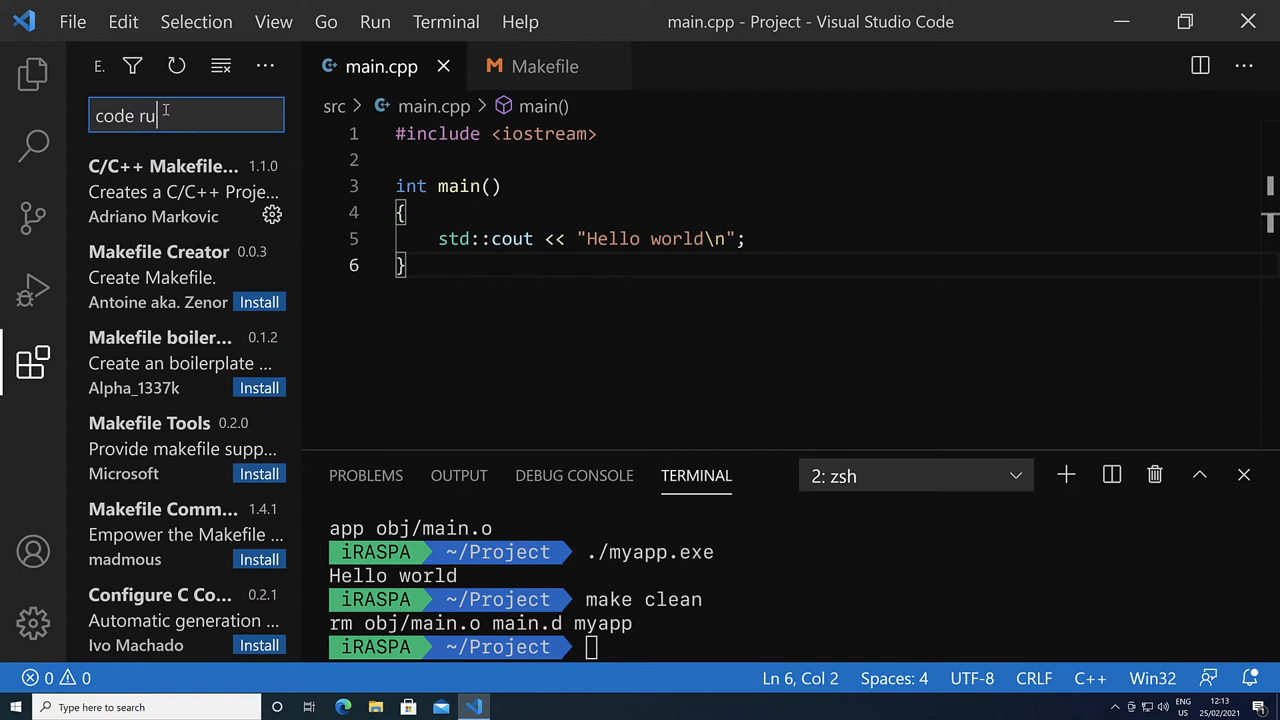 File Edit Selection View Go Run Terminal Help main.cpp - Project - Visual Studio Code
E.
code ru
C/C++ Makefile... 1.1.0
Creates a C/C++ Proje...
Adriano Markovic
Makefile Creator 0.0.3
Create Makefile.
Antoine aka. Zenor Install
Makefile boiler... 0.1.2
Create an boilerplate ...
Alpha_1337k Install
Makefile Tools 0.2.0
Provide makefile supp...
Microsoft Install
Makefile Comm... 1.4.1
Empower the Makefile ...
madmous Install
Configure C Co... 0.2.1
Automatic generation ...
Ivo Machado Install
main.cpp Makefile
src > main.cpp > main()
1 #include <iostream>
2
3 int main()
4 {
5 std::cout << "Hello world\n";
6 }
PROBLEMS OUTPUT DEBUG CONSOLE TERMINAL 2: zsh
app obj/main.o
iRASPA ~/Project ./myapp.exe
Hello world
iRASPA ~/Project make clean
rm obj/main.o main.d myapp
iRASPA ~/Project
0 0 Ln 6, Col 2 Spaces: 4 UTF-8 CRLF C++ Win32
Type here to search
ENG
US
12:13
25/02/2021
1